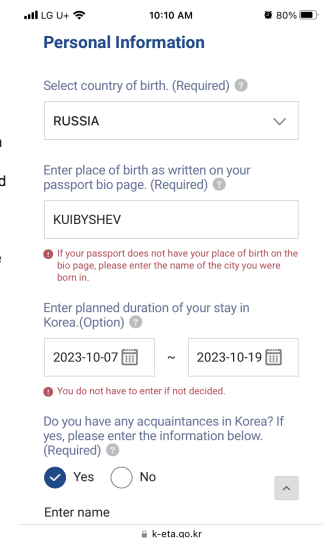 LG U+ 10:10 AM 80%
Personal Information
Select country of birth. (Required) ?
RUSSIA
Enter place of birth as written on your
passport bio page. (Required) ?
KUIBYSHEV
! If your passport does not have your place of birth on the
bio page, please enter the name of the city you were
born in.
Enter planned duration of your stay in
Korea.(Option) ?
2023-10-07 ~ 2023-10-19
! You do not have to enter if not decided.
Do you have any acquaintances in Korea? If
yes, please enter the information below.
(Required) ?
Yes No
Enter name
k-eta.go.kr